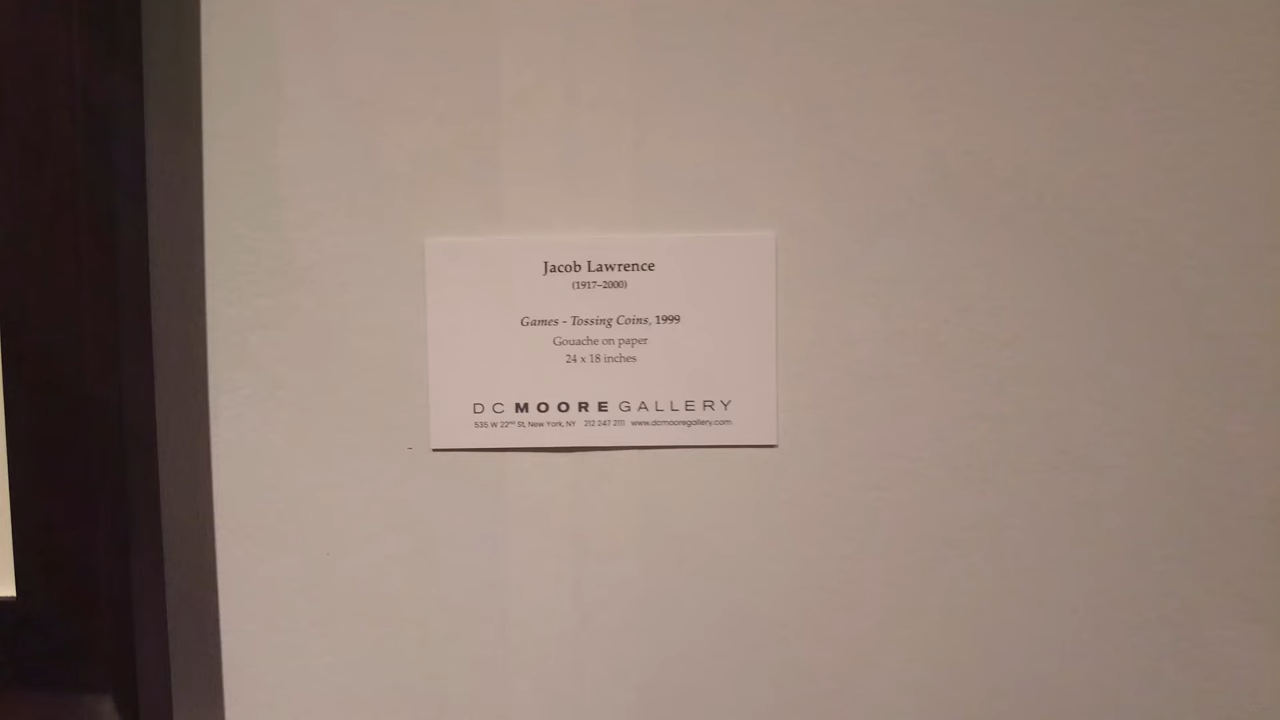 Jacob Lawrence
(1917–2000)
Games - Tossing Coins, 1999
Gouache on paper
24 x 18 inches
DC MOORE GALLERY
535 W 22nd St, New York, NY 212 247 2111 www.dcmooregallery.com